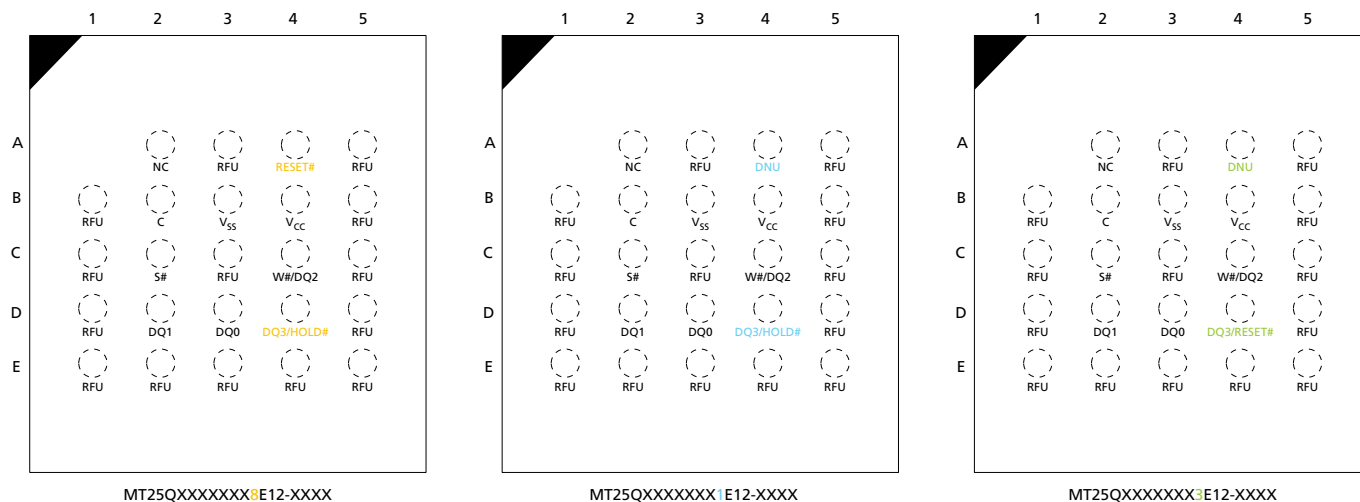 1 2 3 4 5 1 2 3 4 5 1 2 3 4 5
A A A
NC RFU RESET# RFU NC RFU DNU RFU NC RFU DNU RFU
B B B
RFU C VSS VCC RFU RFU C VSS VCC RFU RFU C VSS VCC RFU
C C C
RFU S# RFU W#/DQ2 RFU RFU S# RFU W#/DQ2 RFU RFU S# RFU W#/DQ2 RFU
D D D
RFU DQ1 DQ0 DQ3/HOLD# RFU RFU DQ1 DQ0 DQ3/HOLD# RFU RFU DQ1 DQ0 DQ3/RESET# RFU
E E E
RFU RFU RFU RFU RFU RFU RFU RFU RFU RFU RFU RFU RFU RFU RFU
MT25QXXXXXXX8E12-XXXX MT25QXXXXXXX1E12-XXXX MT25QXXXXXXX3E12-XXXX